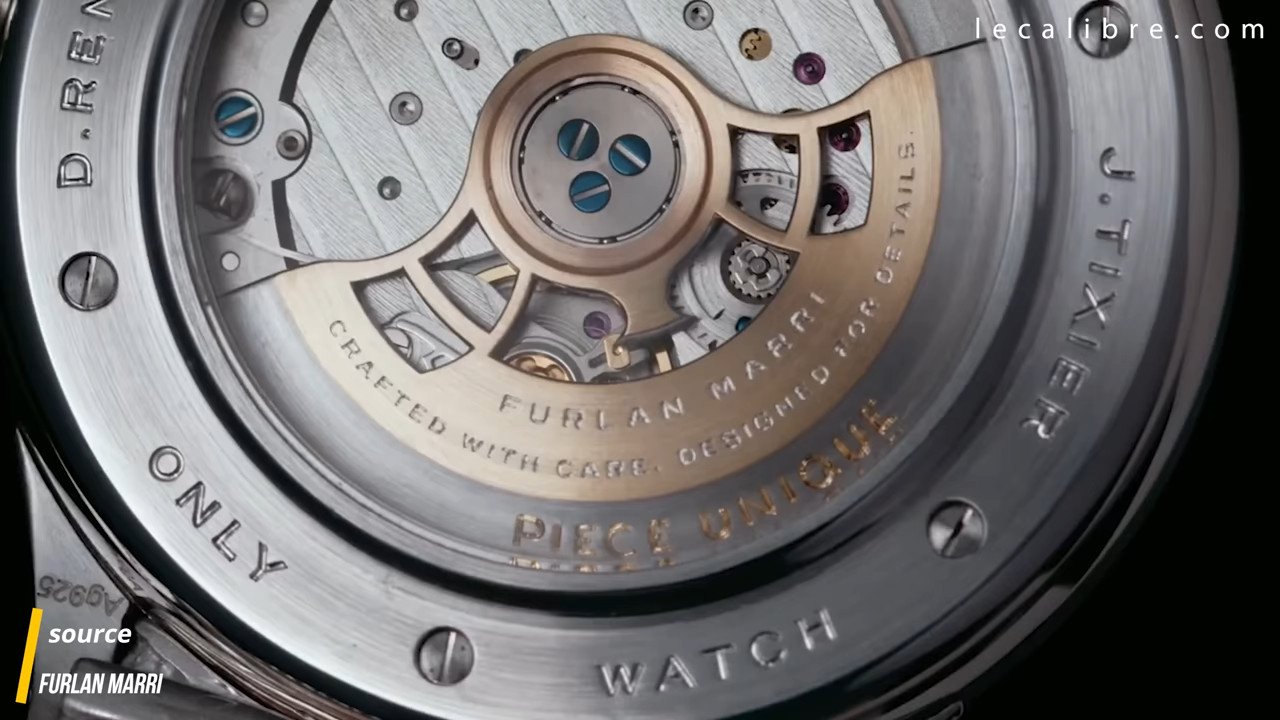 lecalibre.com
D.REN
J.TIXIER
FURLAN MARRI
CRAFTED WITH CARE. DESIGNED FOR DETAILS.
PIECE UNIQUE
ONLY
WATCH
Ag925
source
FURLAN MARRI